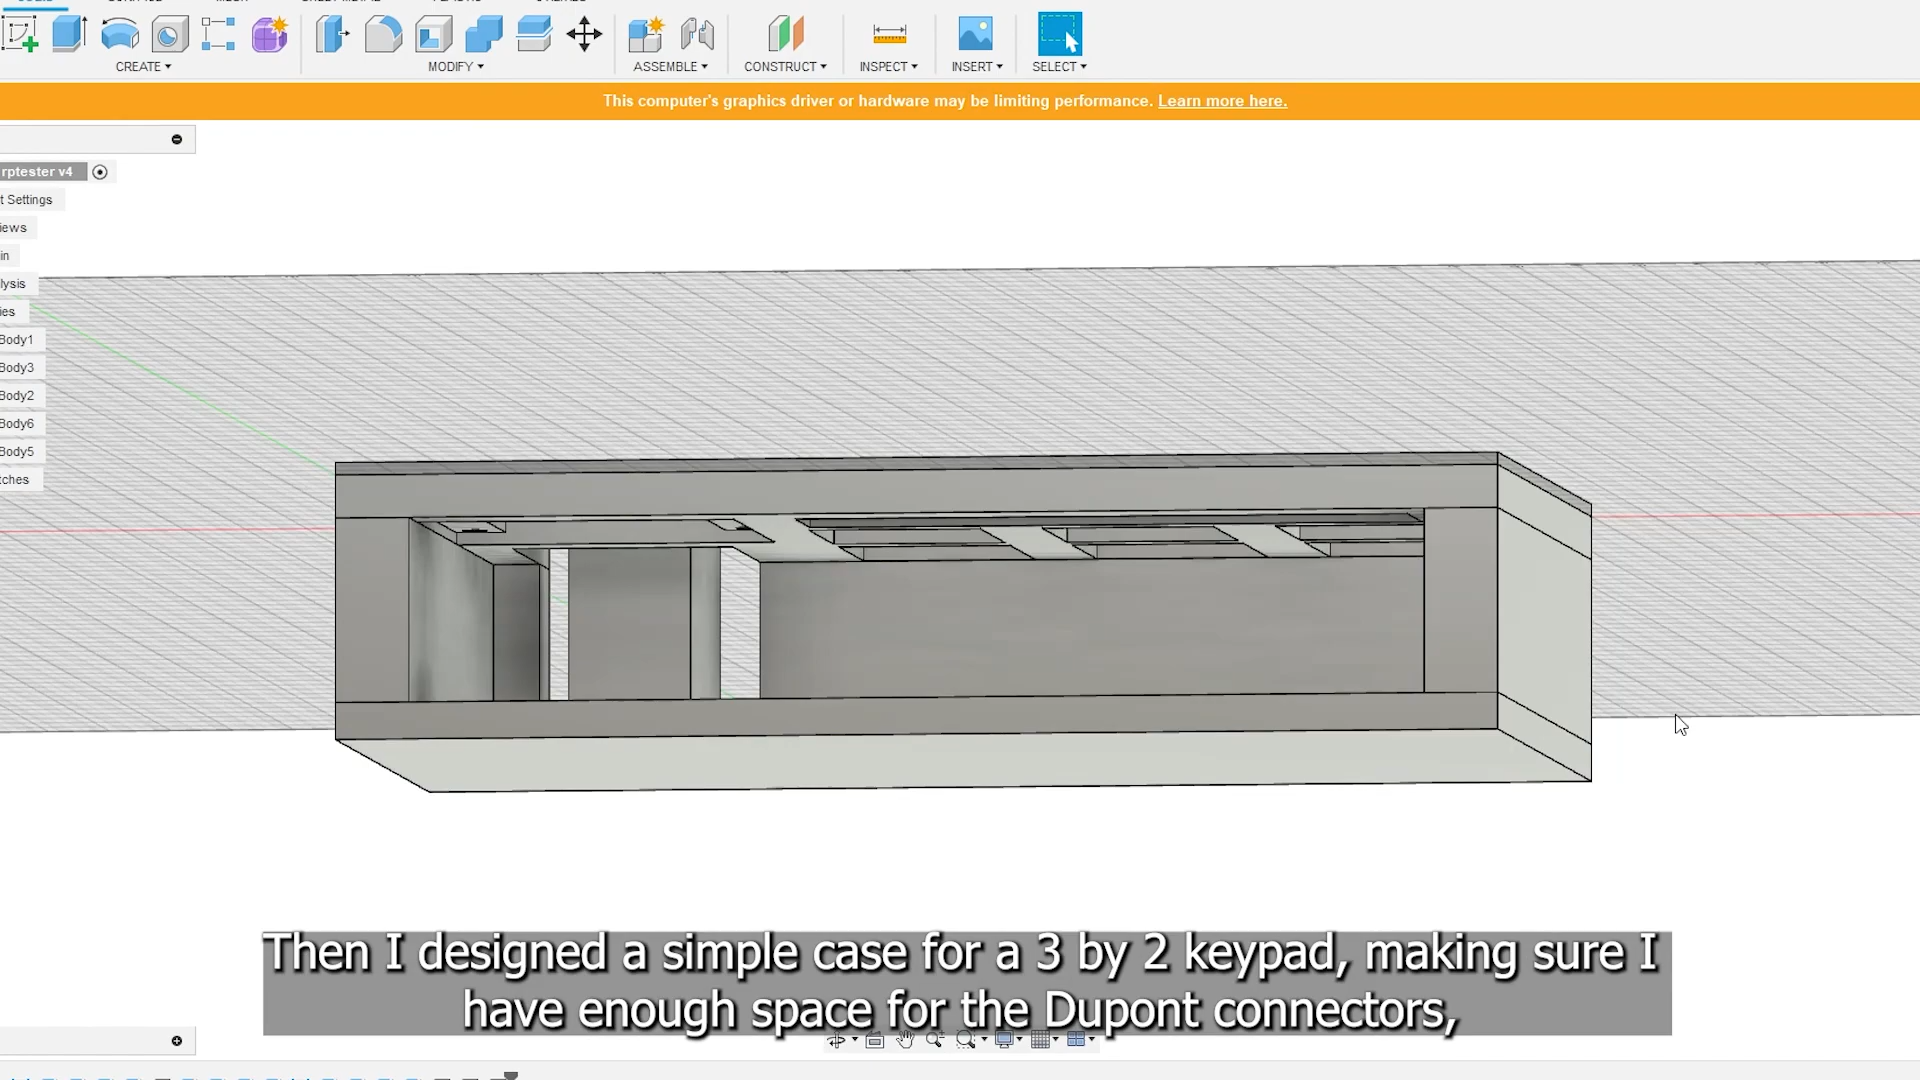 CREATE
MODIFY
ASSEMBLE
CONSTRUCT
INSPECT
INSERT
SELECT
This computer's graphics driver or hardware may be limiting performance. Learn more here.
rptester v4
t Settings
iews
in
lysis
ies
Body1
Body3
Body2
Body6
Body5
tches
Then I designed a simple case for a 3 by 2 keypad, making sure I
have enough space for the Dupont connectors,